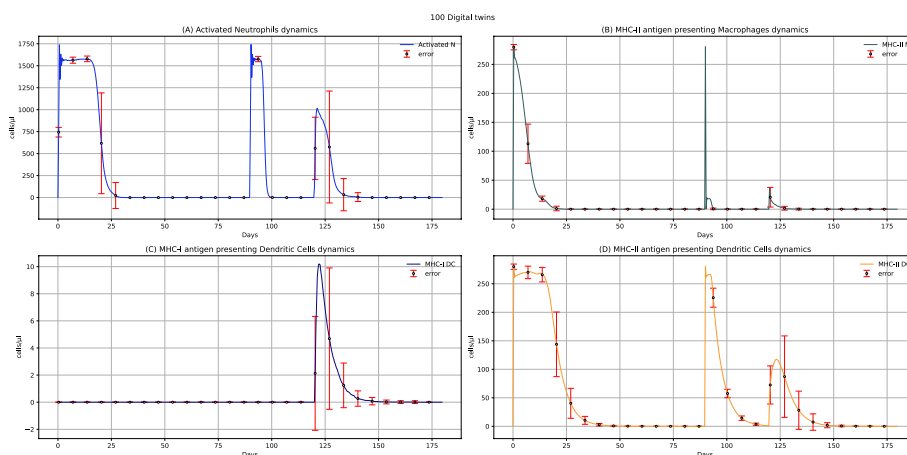 100 Digital twins
(A) Activated Neutrophils dynamics
cells/µl
1750
1500
1250
1000
750
500
250
0
Activated N
error
0 25 50 75 100 125 150 175
Days
(B) MHC-II antigen presenting Macrophages dynamics
cells/µl
250
200
150
100
50
0
MHC-II M
error
0 25 50 75 100 125 150 175
Days
(C) MHC-I antigen presenting Dendritic Cells dynamics
cells/µl
10
8
6
4
2
0
−2
MHC-I DC
error
0 25 50 75 100 125 150 175
Days
(D) MHC-II antigen presenting Dendritic Cells dynamics
cells/µl
250
200
150
100
50
0
MHC-II DC
error
0 25 50 75 100 125 150 175
Days